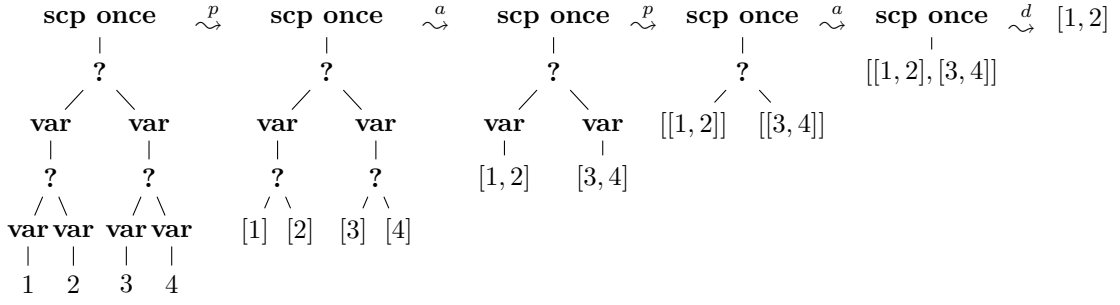 scp once ⤳p scp once ⤳a scp once ⤳p scp once ⤳a scp once ⤳d [1, 2]
? ? ? ? [[1, 2], [3, 4]]
var var var var var var [[1, 2]] [[3, 4]]
? ? ? ? [1, 2] [3, 4]
var var var var [1] [2] [3] [4]
1 2 3 4